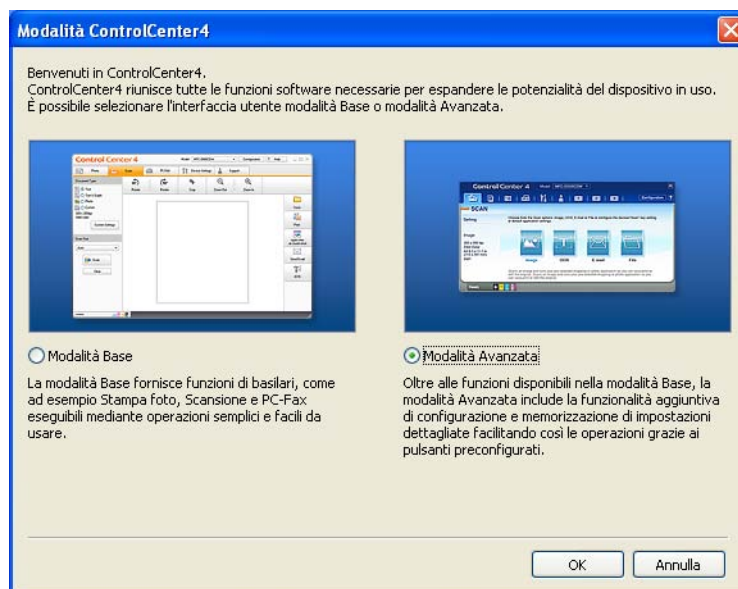 Modalità ControlCenter4
Benvenuti in ControlCenter4.
ControlCenter4 riunisce tutte le funzioni software necessarie per espandere le potenzialità del dispositivo in uso.
È possibile selezionare l'interfaccia utente modalità Base o modalità Avanzata.
Control Center 4
Control Center 4
SCAN
Image OCR E-mail File
Modalità Base
La modalità Base fornisce funzioni di basilari, come
ad esempio Stampa foto, Scansione e PC-Fax
eseguibili mediante operazioni semplici e facili da
usare.
Modalità Avanzata
Oltre alle funzioni disponibili nella modalità Base, la
modalità Avanzata include la funzionalità aggiuntiva
di configurazione e memorizzazione di impostazioni
dettagliate facilitando così le operazioni grazie ai
pulsanti preconfigurati.
OK Annulla